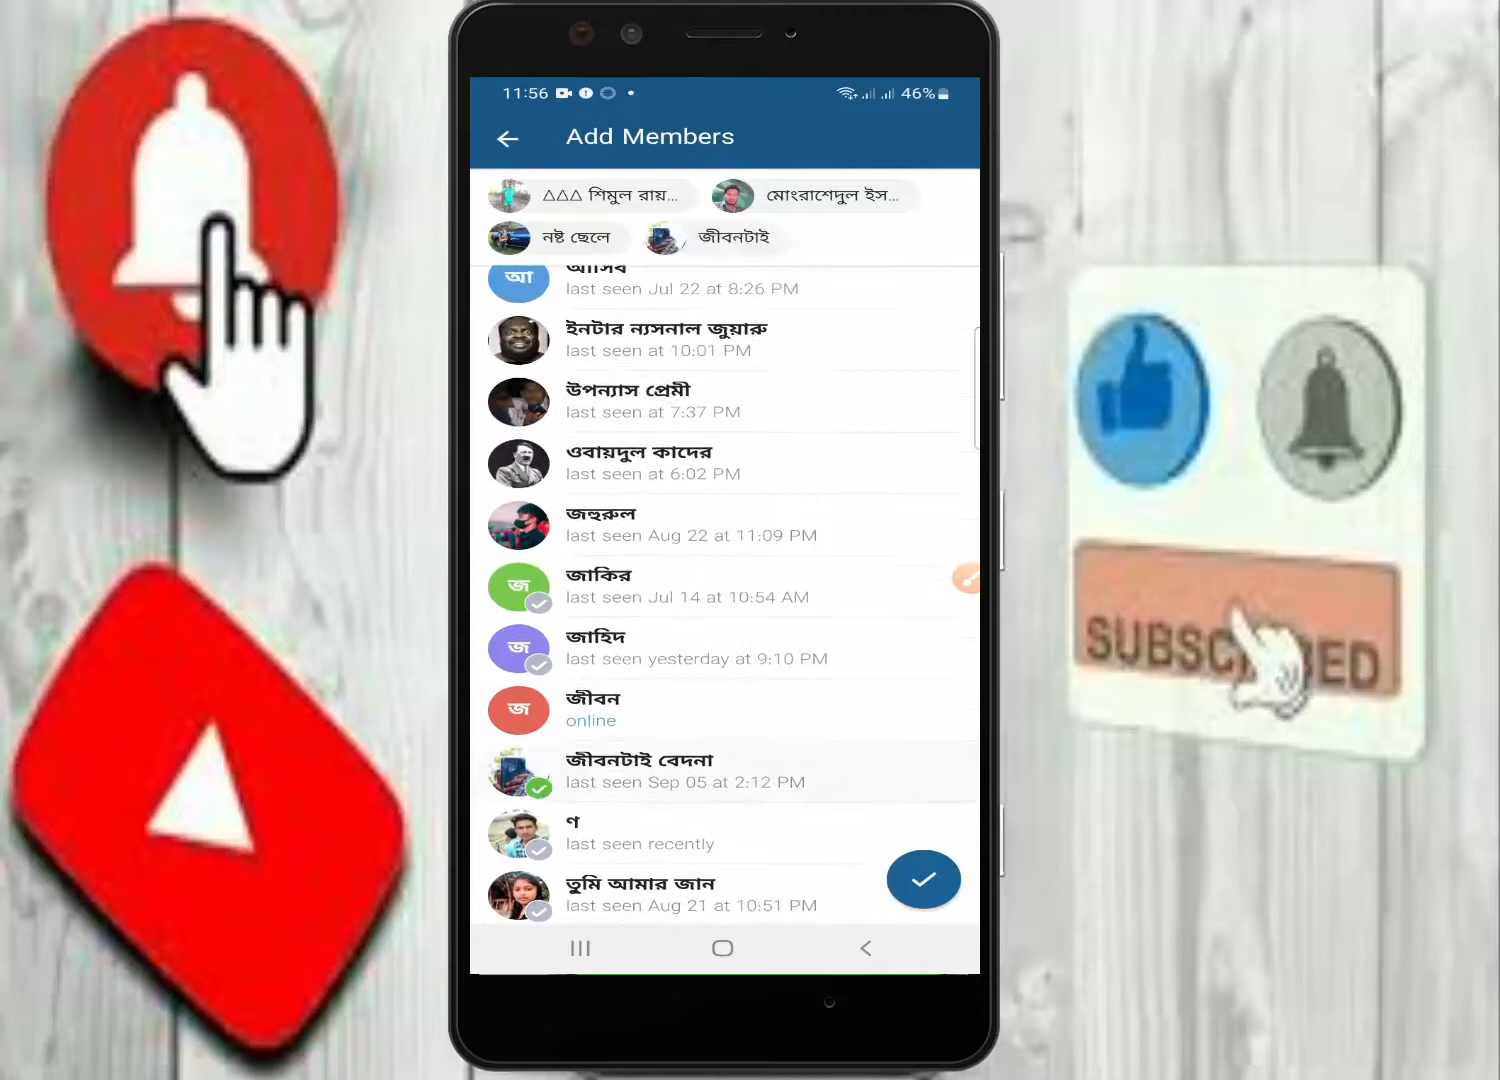 11:56 46%
Add Members
△△△ শিমুল রায়... মোংরাশেদুল ইস...
নষ্ট ছেলে জীবনটাই
আ আসিব
last seen Jul 22 at 8:26 PM
ইনটার ন্যসনাল জুয়ারু
last seen at 10:01 PM
উপন্যাস প্রেমী
last seen at 7:37 PM
ওবায়দুল কাদের
last seen at 6:02 PM
জহুরুল
last seen Aug 22 at 11:09 PM
জ জাকির
last seen Jul 14 at 10:54 AM
জ জাহিদ
last seen yesterday at 9:10 PM
জ জীবন
online
জীবনটাই বেদনা
last seen Sep 05 at 2:12 PM
ণ
last seen recently
তুমি আমার জান
last seen Aug 21 at 10:51 PM
SUBSCRIBED